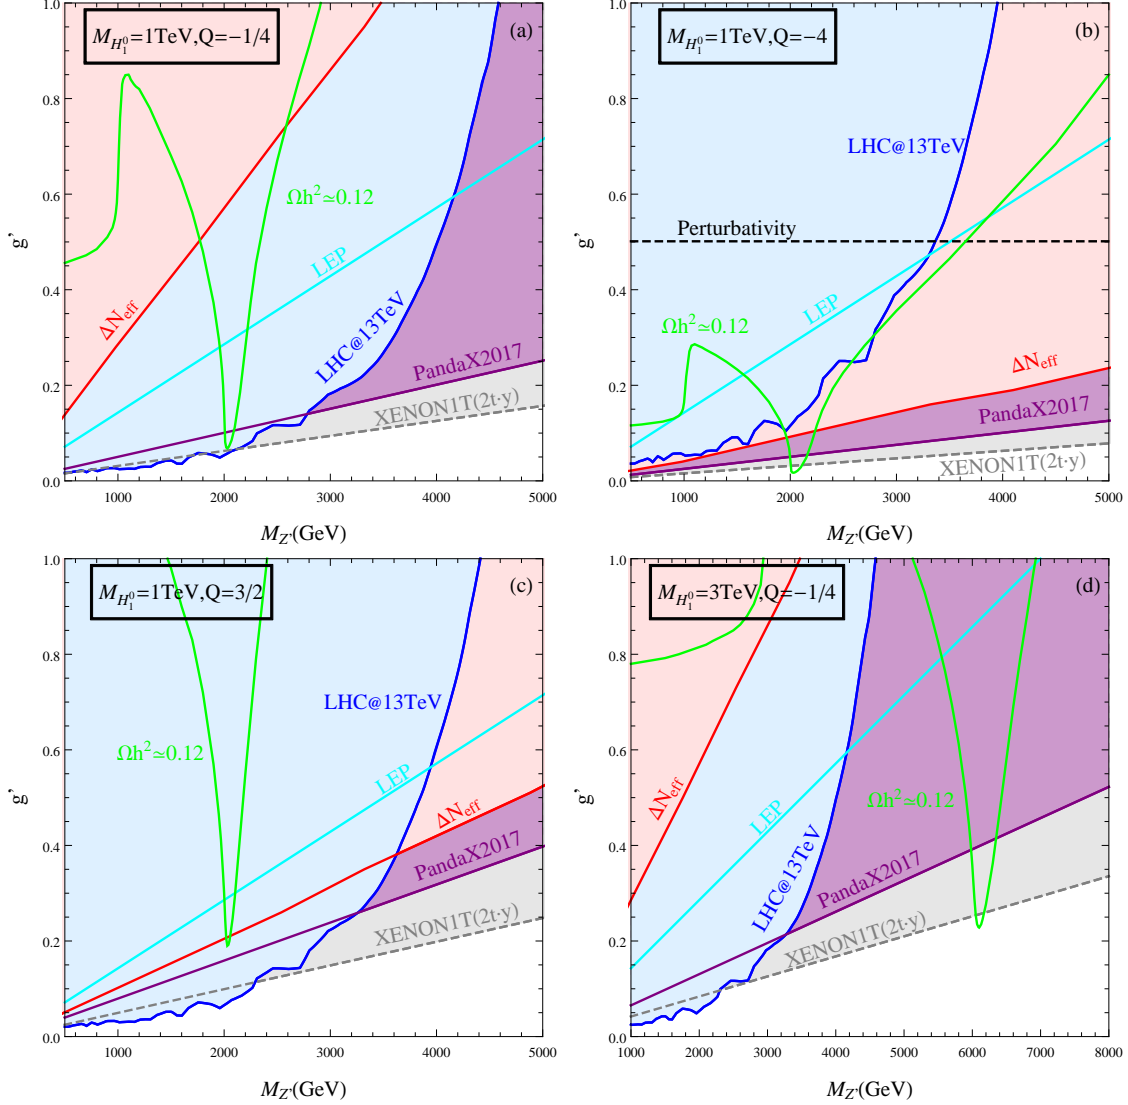 M_{H_1^0}=1TeV,Q=−1/4
(a)
Ωh²≃0.12
ΔN_eff
LEP
LHC@13TeV
PandaX2017
XENON1T(2t·y)
g'
1.0
0.8
0.6
0.4
0.2
0.0
1000 2000 3000 4000 5000
M_Z'(GeV)
M_{H_1^0}=1TeV,Q=−4
(b)
LHC@13TeV
Perturbativity
LEP
Ωh²≃0.12
ΔN_eff
PandaX2017
XENON1T(2t·y)
g'
1.0
0.8
0.6
0.4
0.2
0.0
1000 2000 3000 4000 5000
M_Z'(GeV)
M_{H_1^0}=1TeV,Q=3/2
(c)
LHC@13TeV
Ωh²≃0.12
LEP
ΔN_eff
PandaX2017
XENON1T(2t·y)
g'
1.0
0.8
0.6
0.4
0.2
0.0
1000 2000 3000 4000 5000
M_Z'(GeV)
M_{H_1^0}=3TeV,Q=−1/4
(d)
ΔN_eff
LEP
Ωh²≃0.12
LHC@13TeV
PandaX2017
XENON1T(2t·y)
g'
1.0
0.8
0.6
0.4
0.2
0.0
1000 2000 3000 4000 5000 6000 7000 8000
M_Z'(GeV)